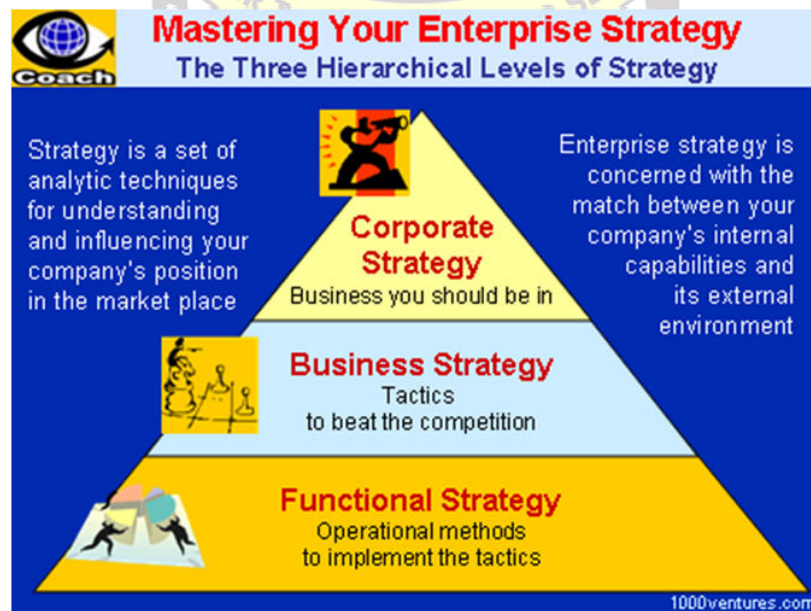 Coach
Mastering Your Enterprise Strategy
The Three Hierarchical Levels of Strategy
Strategy is a set of
analytic techniques
for understanding
and influencing your
company's position
in the market place
Enterprise strategy is
concerned with the
match between your
company's internal
capabilities and
its external
environment
Corporate
Strategy
Business you should be in
Business Strategy
Tactics
to beat the competition
Functional Strategy
Operational methods
to implement the tactics
1000ventures.com